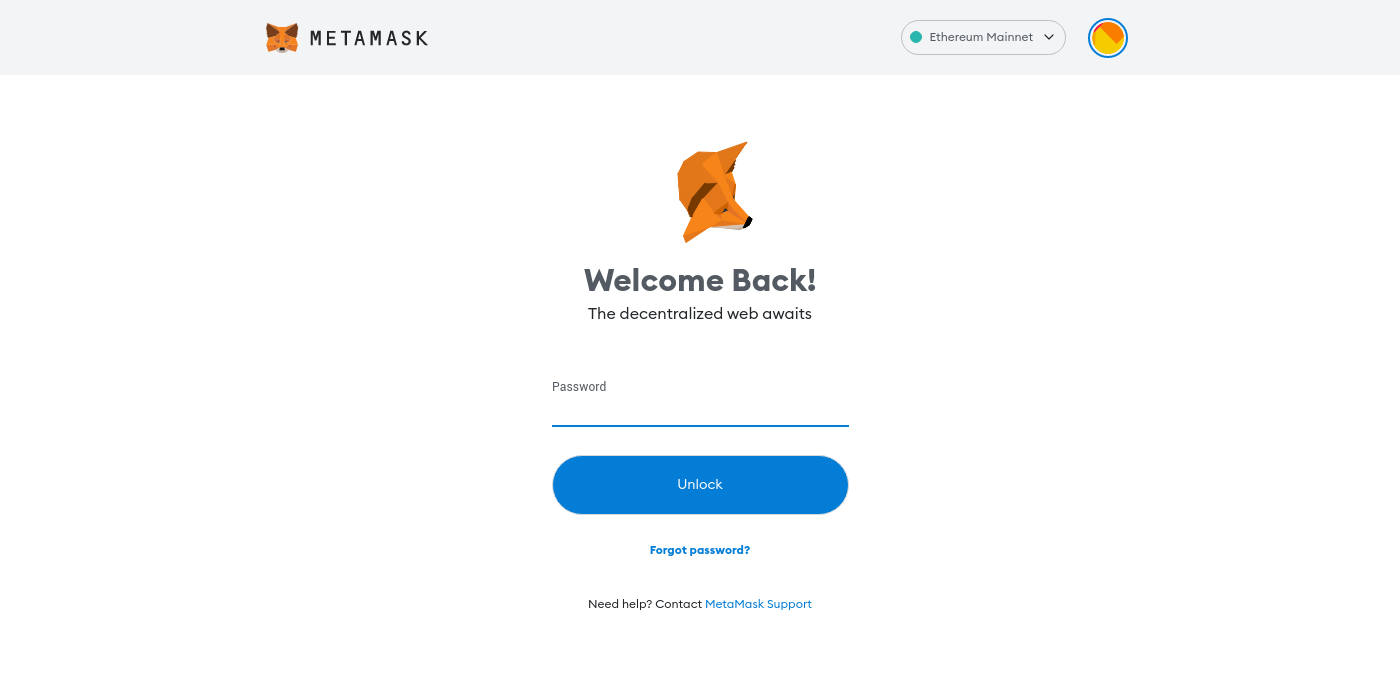 METAMASK
Ethereum Mainnet
Welcome Back!
The decentralized web awaits
Password
Unlock
Forgot password?
Need help? Contact MetaMask Support